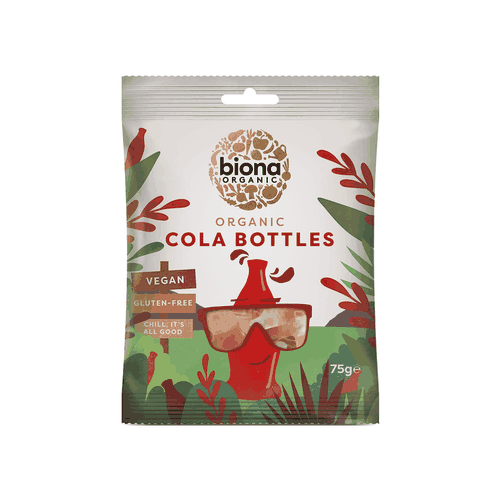 biona
ORGANIC
ORGANIC
COLA BOTTLES
VEGAN
GLUTEN-FREE
CHILL, IT'S
ALL GOOD
75g℮